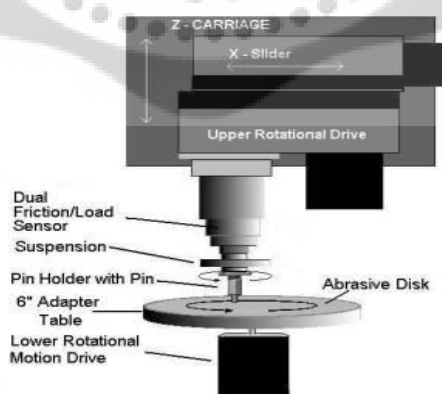 Z - CARRIAGE
X - Slider
Upper Rotational Drive
Dual
Friction/Load
Sensor
Suspension
Pin Holder with Pin
6" Adapter
Table
Abrasive Disk
Lower Rotational
Motion Drive